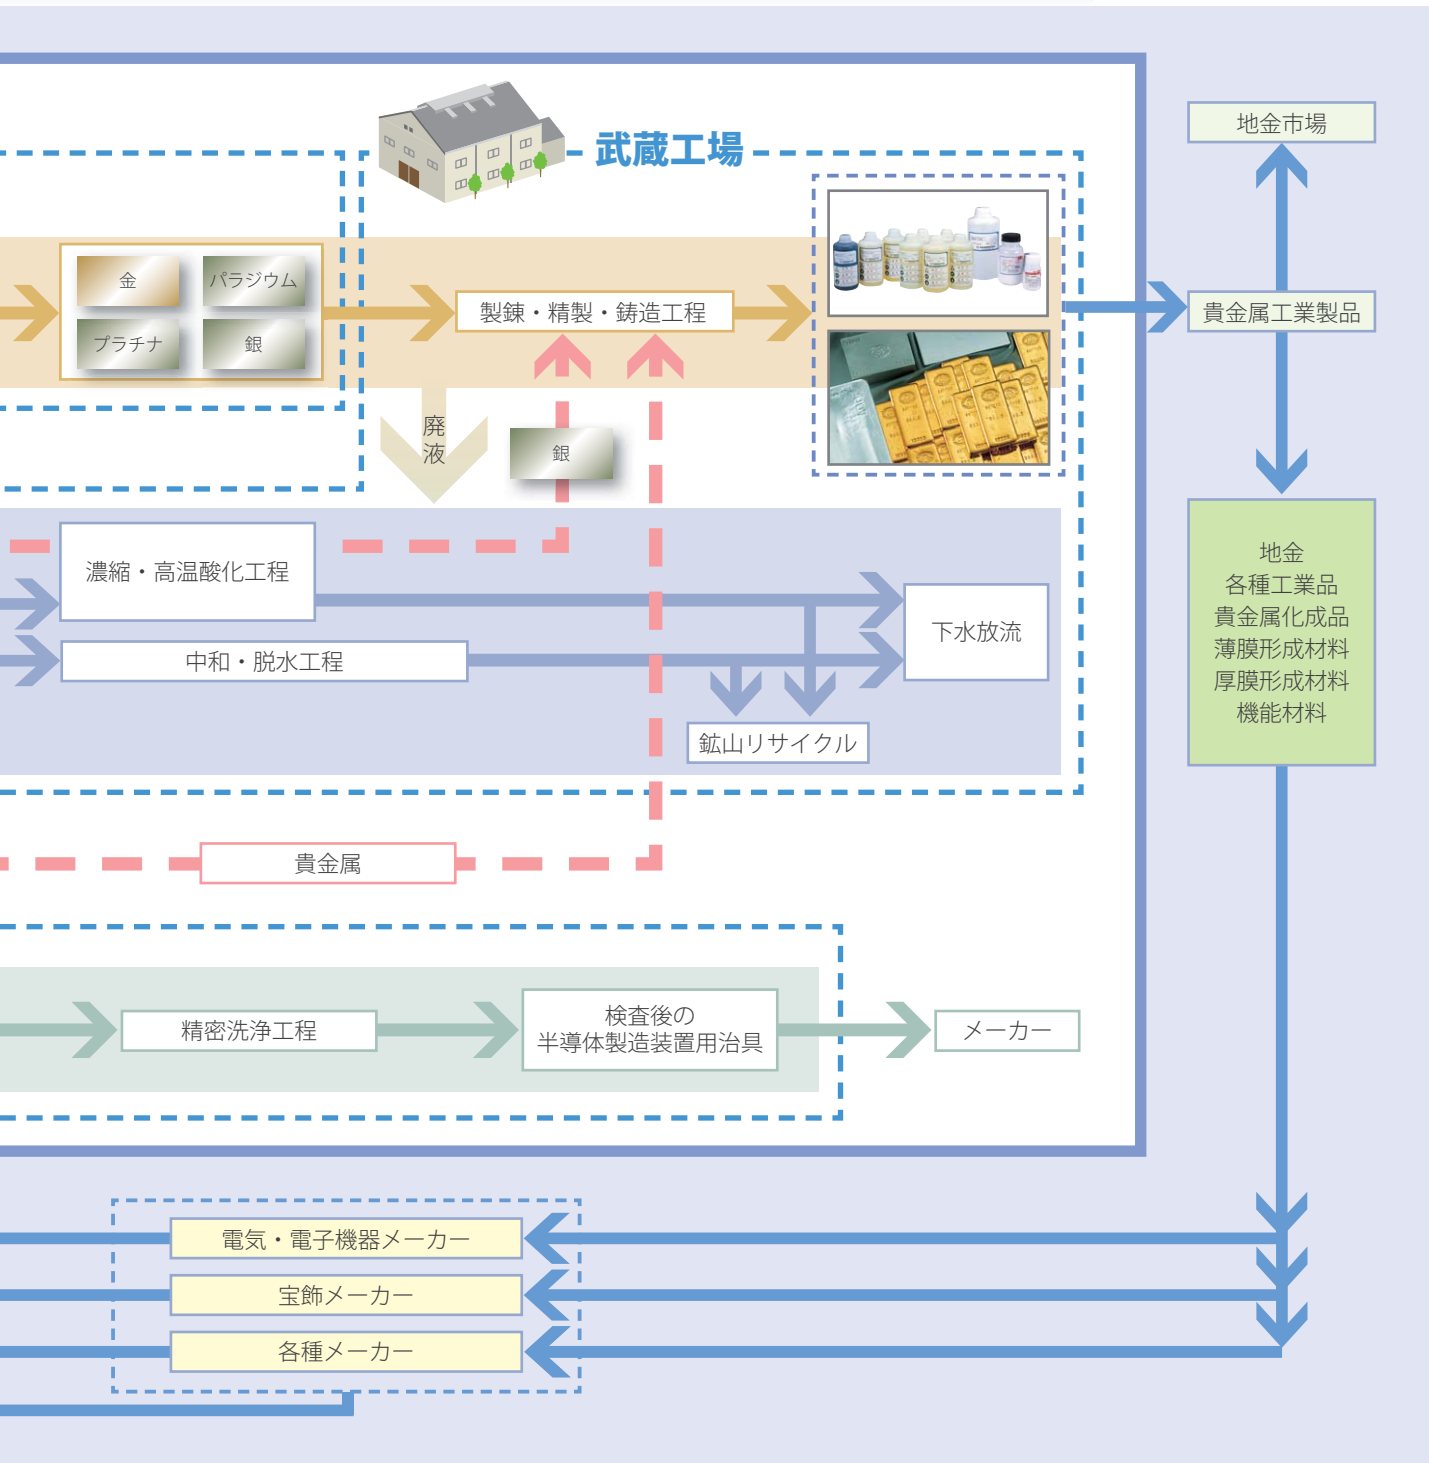 武蔵工場
地金市場
金
パラジウム
プラチナ
銀
製錬・精製・鋳造工程
貴金属工業製品
廃
液
銀
濃縮・高温酸化工程
下水放流
中和・脱水工程
鉱山リサイクル
地金
各種工業品
貴金属化成品
薄膜形成材料
厚膜形成材料
機能材料
貴金属
精密洗浄工程
検査後の
半導体製造装置用治具
メーカー
電気・電子機器メーカー
宝飾メーカー
各種メーカー